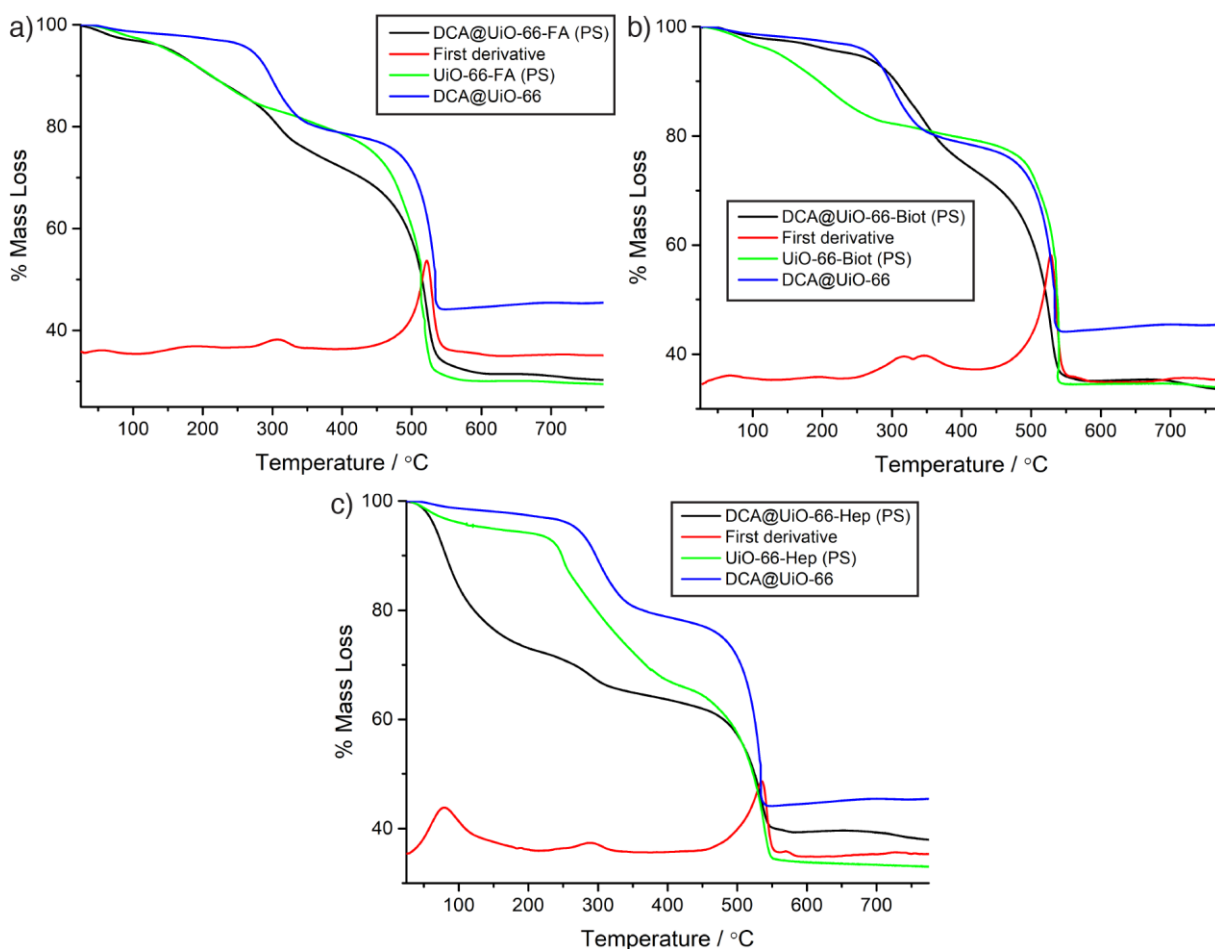 a)
100
80
60
40
% Mass Loss
DCA@UiO-66-FA (PS)
First derivative
UiO-66-FA (PS)
DCA@UiO-66
100 200 300 400 500 600 700
Temperature / °C
b)
100
80
60
40
% Mass Loss
DCA@UiO-66-Biot (PS)
First derivative
UiO-66-Biot (PS)
DCA@UiO-66
100 200 300 400 500 600 700
Temperature / °C
c)
100
80
60
40
% Mass Loss
DCA@UiO-66-Hep (PS)
First derivative
UiO-66-Hep (PS)
DCA@UiO-66
100 200 300 400 500 600 700
Temperature / °C